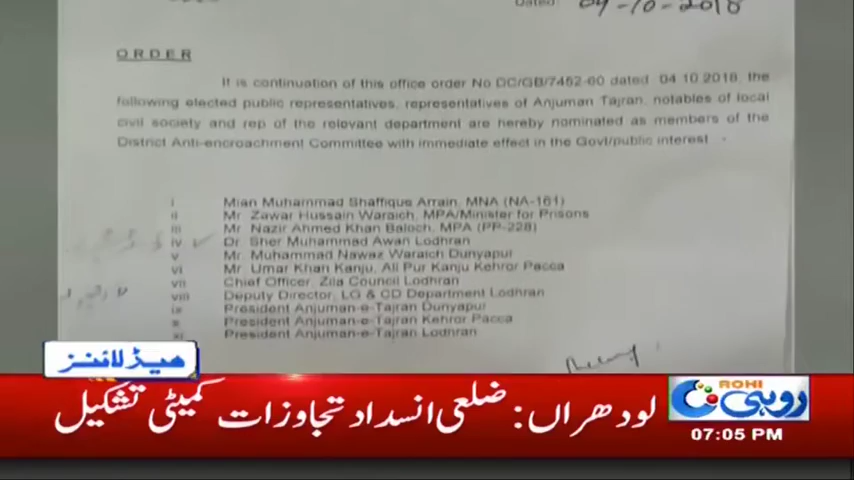 Dated: 04-10-2018
ORDER
It is continuation of this office order No DC/GB/7452-60 dated 04.10.2018, the
following elected public representatives, representatives of Anjuman Tajran, notables of local
civil society and rep of the relevant department are hereby nominated as members of the
District Anti-encroachment Committee with immediate effect in the Govt/public interest
i Mian Muhammad Shaffique Arrain, MNA (NA-161)
ii Mr. Zawar Hussain Waraich, MPA/Minister for Prisons
iii Mr. Nazir Ahmed Khan Baloch, MPA (PP-228)
iv Dr. Sher Muhammad Awan Lodhran
v Mr. Muhammad Nawaz Waraich Dunyapur
vi Mr. Umar Khan Kanju, Ali Pur Kanju Kehror Pacca
vii Chief Officer, Zila Council Lodhran
viii Deputy Director, LG & CD Department Lodhran
ix President Anjuman-e-Tajran Dunyapur
x President Anjuman-e-Tajran Kehror Pacca
xi President Anjuman-e-Tajran Lodhran
ہیڈلائنز
لودھراں: ضلعی انسداد تجاوزات کمیٹی تشکیل
ROHI
روہی
07:05 PM